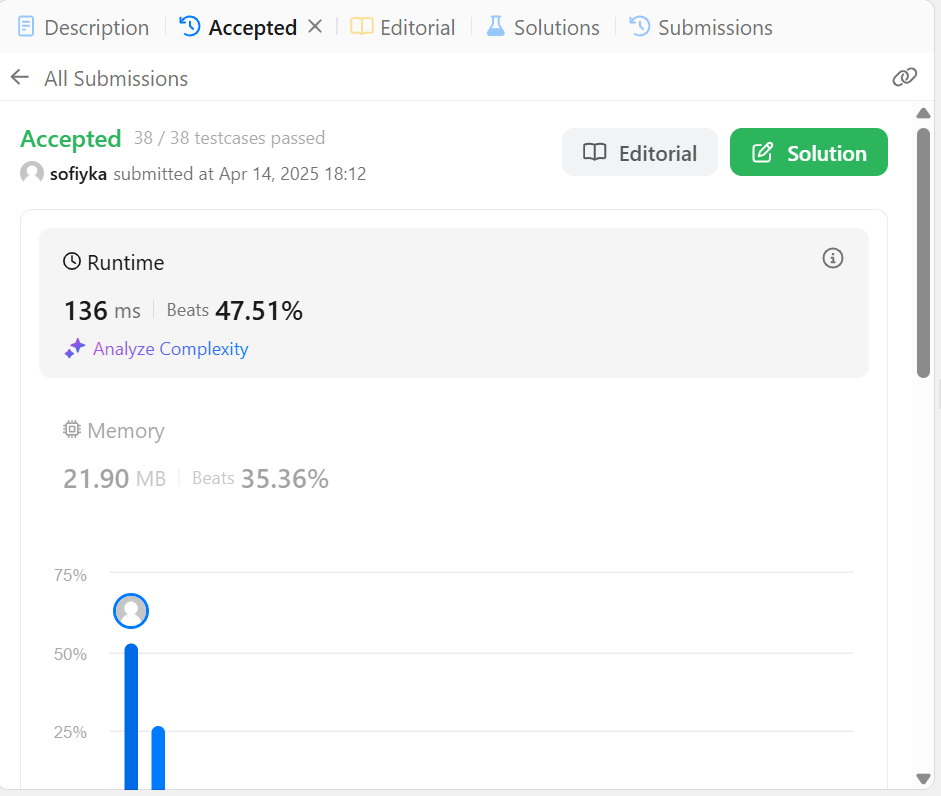 Description Accepted Editorial Solutions Submissions
All Submissions
Accepted 38 / 38 testcases passed
sofiyka submitted at Apr 14, 2025 18:12
Editorial Solution
Runtime
136 ms Beats 47.51%
Analyze Complexity
Memory
21.90 MB Beats 35.36%
75%
50%
25%